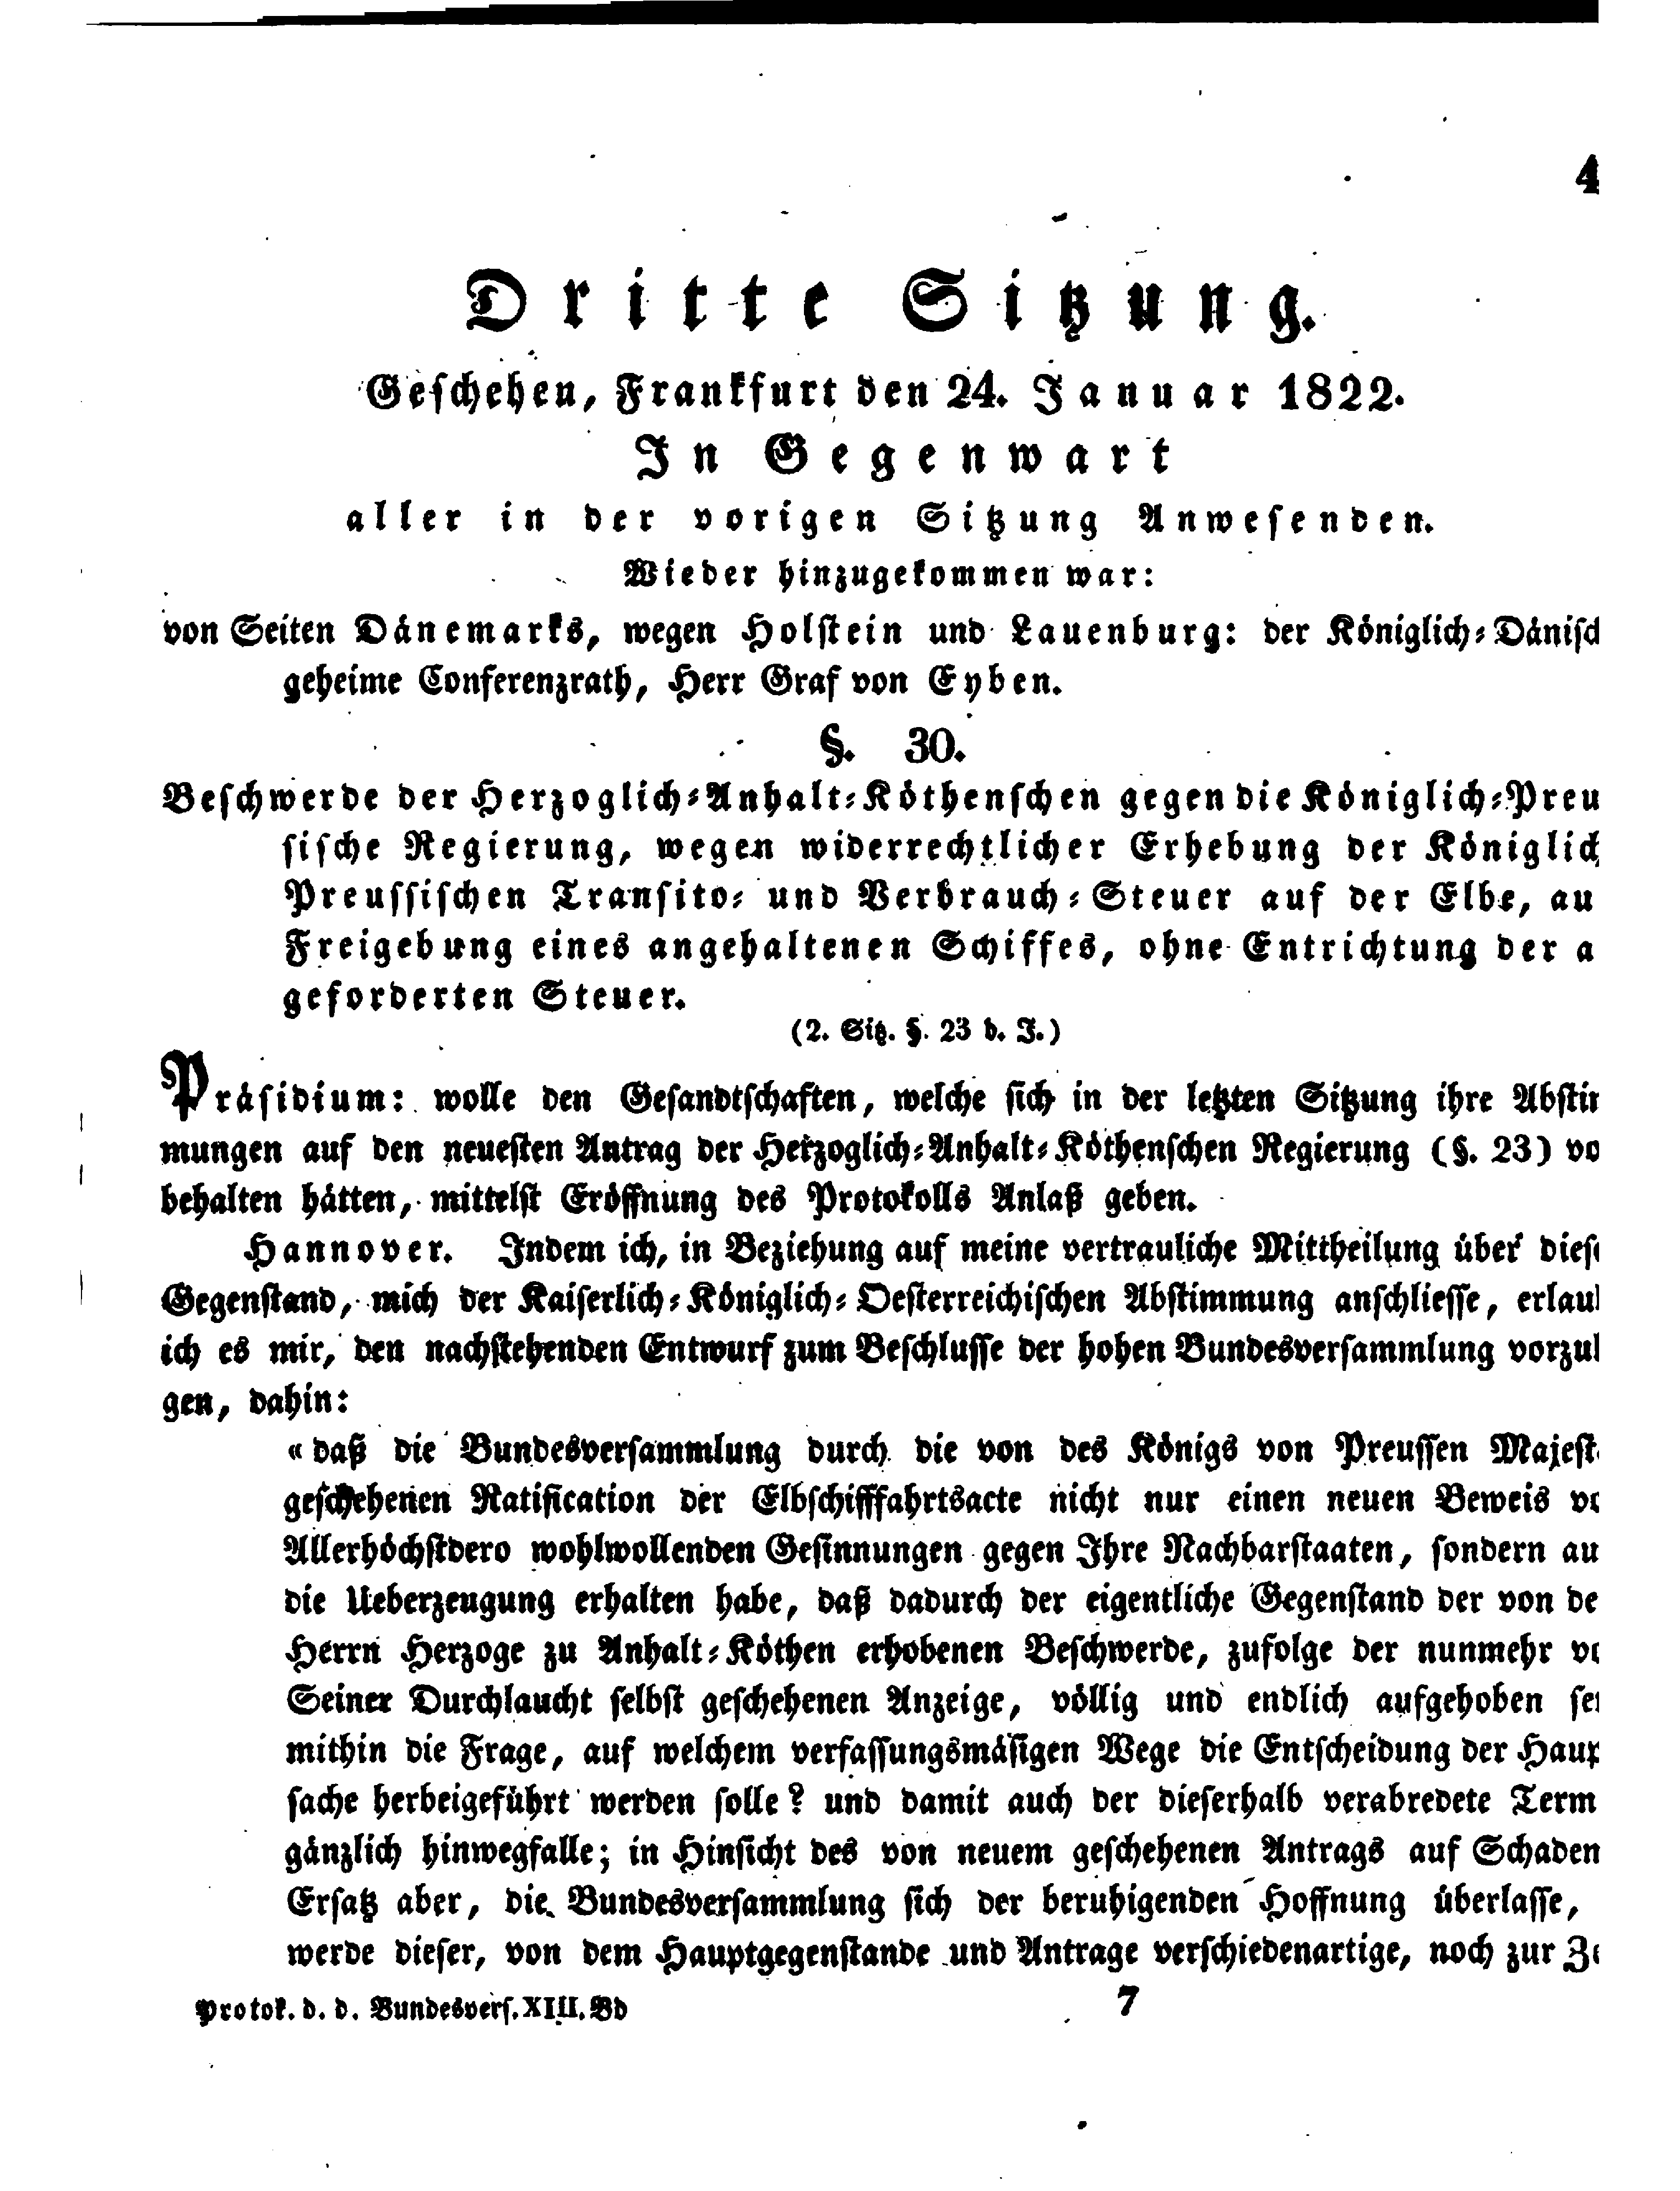 4
Dritte Sitzung.
Geschehen, Frankfurt den 24. Januar 1822.
In Gegenwart
aller in der vorigen Sitzung Anwesenden.
Wieder hinzugekommen war:
von Seiten Dänemarks, wegen Holstein und Lauenburg: der Königlich-Dänisc
geheime Conferenzrath, Herr Graf von Eyben.
§. 30.
Beschwerde der Herzoglich-Anhalt-Köthenschen gegen die Königlich-Preu
sische Regierung, wegen widerrechtlicher Erhebung der Königlich
Preussischen Transito- und Verbrauch-Steuer auf der Elbe, au
Freigebung eines angehaltenen Schiffes, ohne Entrichtung der a
geforderten Steuer.
(2. Sitz. §. 23 d. J.)
Präsidium: wolle den Gesandtschaften, welche sich in der letzten Sitzung ihre Abstim
mungen auf den neuesten Antrag der Herzoglich-Anhalt-Köthenschen Regierung (§. 23) vo
behalten hätten, mittelst Eröffnung des Protokolls Anlaß geben.
Hannover. Indem ich, in Beziehung auf meine vertrauliche Mittheilung über diese
Gegenstand, mich der Kaiserlich-Königlich-Oesterreichischen Abstimmung anschliesse, erlaub
ich es mir, den nachstehenden Entwurf zum Beschlusse der hohen Bundesversammlung vorzul
gen, dahin:
« daß die Bundesversammlung durch die von des Königs von Preussen Majest
geschehenen Ratification der Elbschifffahrtsacte nicht nur einen neuen Beweis vo
Allerhöchstdero wohlwollenden Gesinnungen gegen Ihre Nachbarstaaten, sondern au
die Ueberzeugung erhalten habe, daß dadurch der eigentliche Gegenstand der von de
Herrn Herzoge zu Anhalt-Köthen erhobenen Beschwerde, zufolge der nunmehr vo
Seiner Durchlaucht selbst geschehenen Anzeige, völlig und endlich aufgehoben sei
mithin die Frage, auf welchem verfassungsmäsigen Wege die Entscheidung der Haup
sache herbeigeführt werden solle? und damit auch der dieserhalb verabredete Term
gänzlich hinwegfalle; in Hinsicht des von neuem geschehenen Antrags auf Schaden
Ersatz aber, die Bundesversammlung sich der beruhigenden Hoffnung überlasse,
werde dieser, von dem Hauptgegenstande und Antrage verschiedenartige, noch zur Ze
Protok. d. d. Bundesvers. XIII. Bd
7